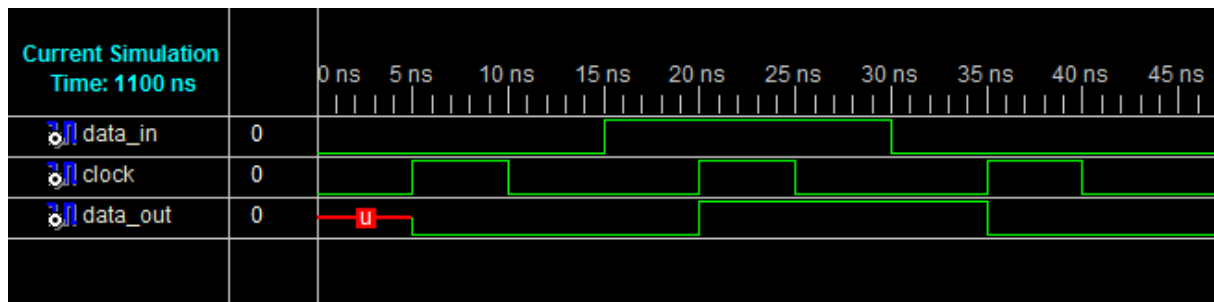 Current Simulation
Time: 1100 ns
0 ns 5 ns 10 ns 15 ns 20 ns 25 ns 30 ns 35 ns 40 ns 45 ns
data_in 0
clock 0
data_out 0 u